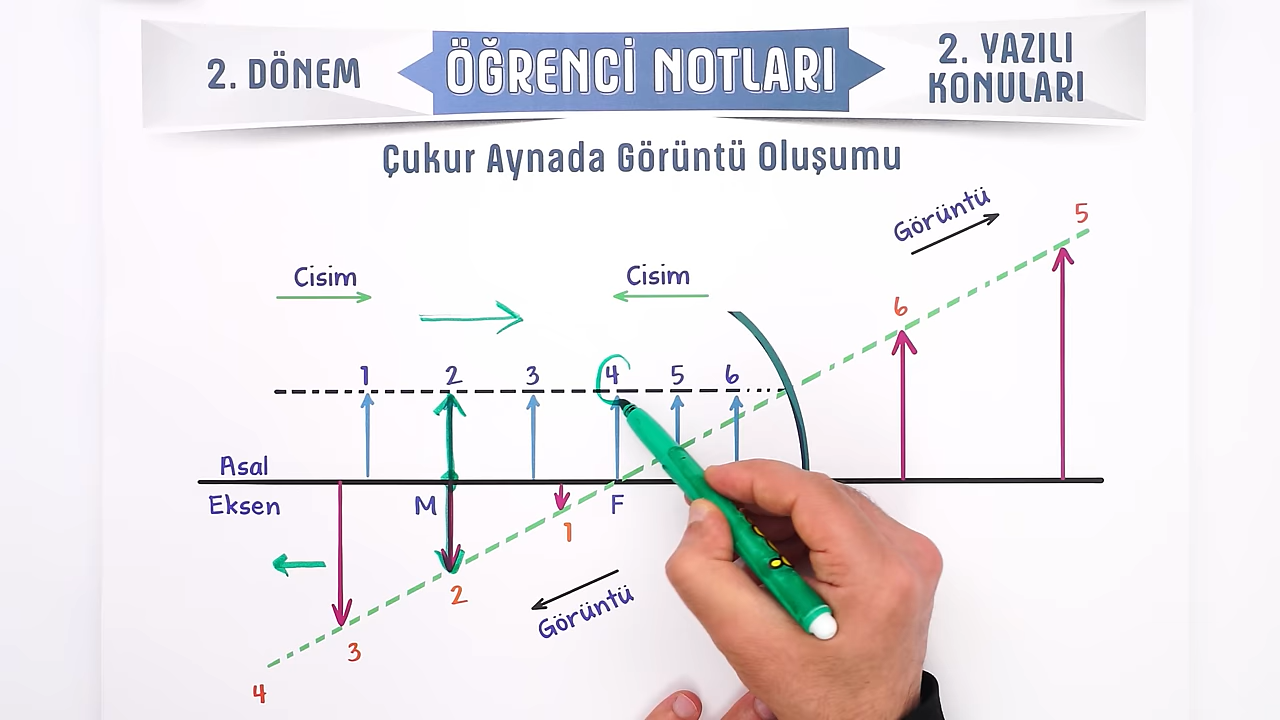 2. DÖNEM
ÖĞRENCİ NOTLARI
2. YAZILI
KONULARI
Çukur Aynada Görüntü Oluşumu
Görüntü
5
Cisim
Cisim
6
1 2 3 4 5 6
Asal
Eksen
M
F
1
2
Görüntü
3
4